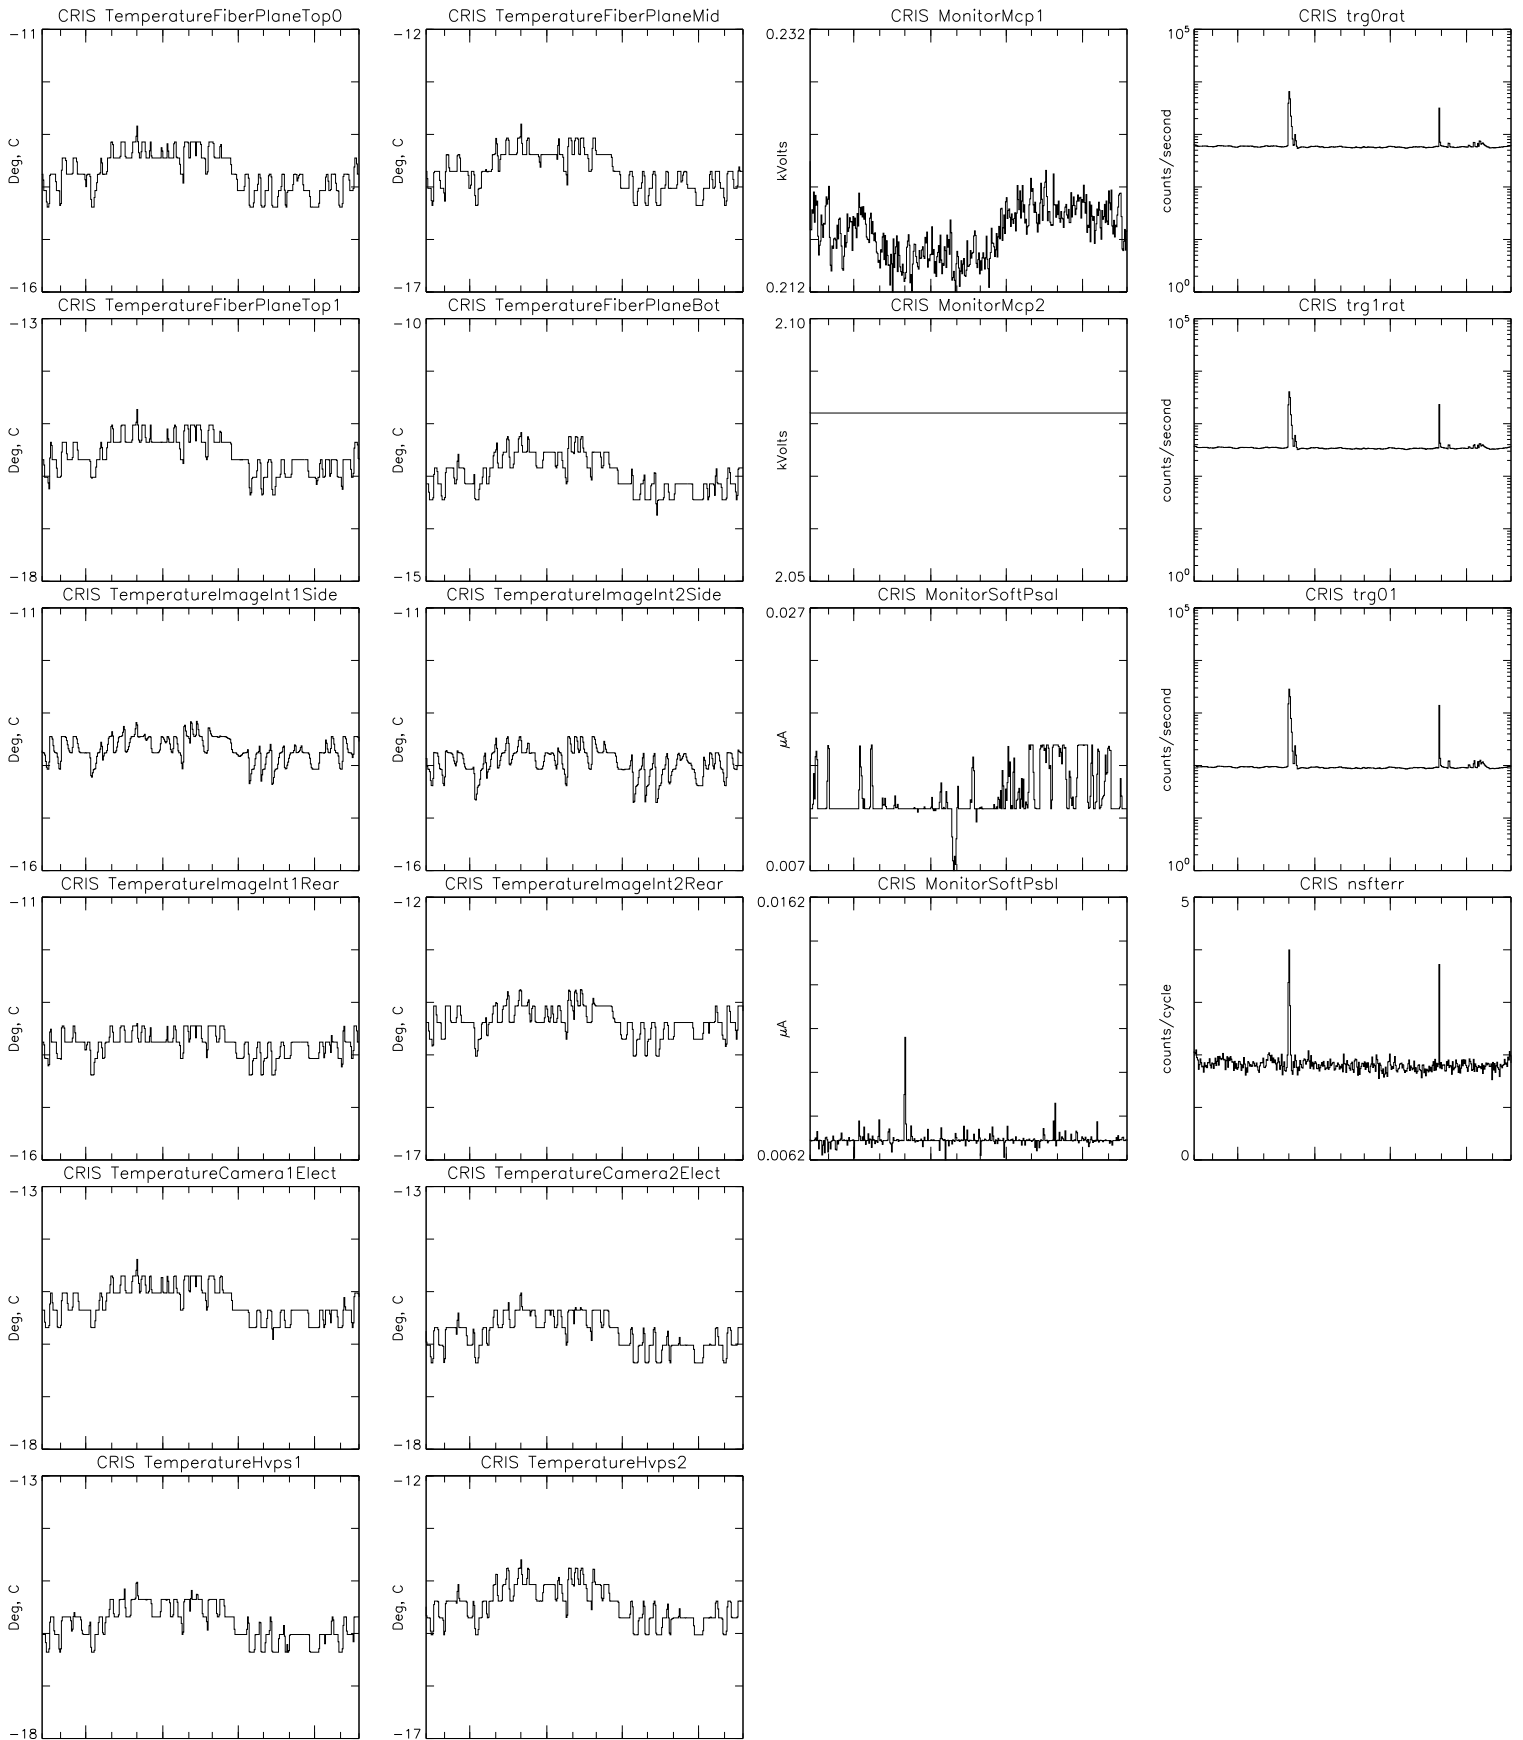 CRIS TemperatureFiberPlaneTop0
-11
Deg, C
-16
CRIS TemperatureFiberPlaneMid
-12
Deg, C
-17
CRIS MonitorMcp1
0.232
kVolts
0.212
CRIS trg0rat
10^5
counts/second
10^0
CRIS TemperatureFiberPlaneTop1
-13
Deg, C
-18
CRIS TemperatureFiberPlaneBot
-10
Deg, C
-15
CRIS MonitorMcp2
2.10
kVolts
2.05
CRIS trg1rat
10^5
counts/second
10^0
CRIS TemperatureImageInt1Side
-11
Deg, C
-16
CRIS TemperatureImageInt2Side
-11
Deg, C
-16
CRIS MonitorSoftPsaI
0.027
μA
0.007
CRIS trg01
10^5
counts/second
10^0
CRIS TemperatureImageInt1Rear
-11
Deg, C
-16
CRIS TemperatureImageInt2Rear
-12
Deg, C
-17
CRIS MonitorSoftPsbI
0.0162
μA
0.0062
CRIS nsfterr
5
counts/cycle
0
CRIS TemperatureCamera1Elect
-13
Deg, C
-18
CRIS TemperatureCamera2Elect
-13
Deg, C
-18
CRIS TemperatureHvps1
-13
Deg, C
-18
CRIS TemperatureHvps2
-12
Deg, C
-17